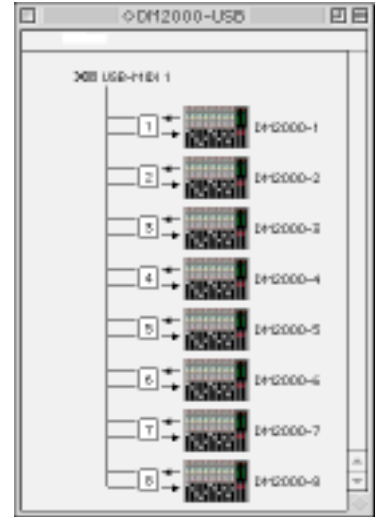 ◇DM2000-USB
USB-MIDI 1
1 DM2000-1
2 DM2000-2
3 DM2000-3
4 DM2000-4
5 DM2000-5
6 DM2000-6
7 DM2000-7
8 DM2000-8